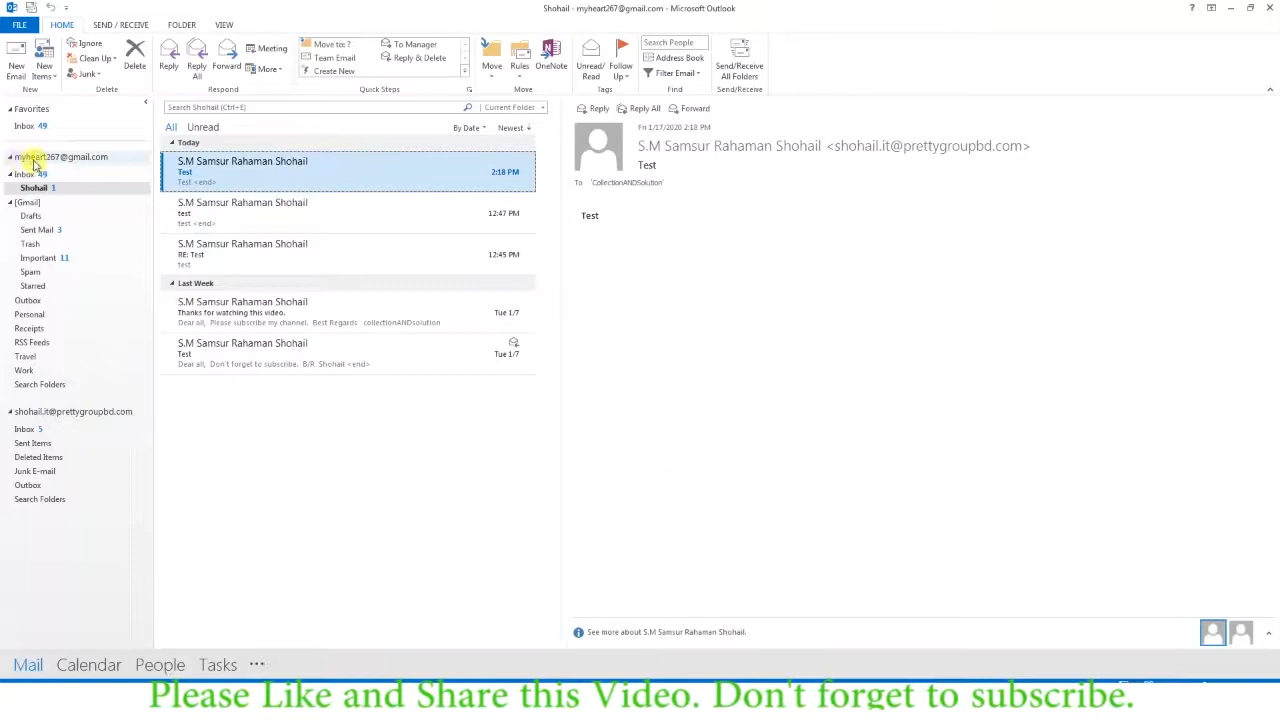 Shohail - myheart267@gmail.com - Microsoft Outlook
FILE HOME SEND / RECEIVE FOLDER VIEW
New Email
New Items
Ignore
Clean Up
Junk
Delete
Reply
Reply All
Forward
Meeting
More
Move to: ?
Team Email
Create New
To Manager
Reply & Delete
Move
Rules
OneNote
Unread/ Read
Follow Up
Search People
Address Book
Filter Email
Send/Receive All Folders
New Delete Respond Quick Steps Move Tags Find Send/Receive
Favorites
Inbox 49
myheart267@gmail.com
Inbox 49
Shohail 1
[Gmail]
Drafts
Sent Mail 3
Trash
Important 11
Spam
Starred
Outbox
Personal
Receipts
RSS Feeds
Travel
Work
Search Folders
shohail.it@prettygroupbd.com
Inbox 5
Sent Items
Deleted Items
Junk E-mail
Outbox
Search Folders
Search Shohail (Ctrl+E) Current Folder
All Unread By Date Newest
Today
S.M Samsur Rahaman Shohail
Test 2:18 PM
Test <end>
S.M Samsur Rahaman Shohail
test 12:47 PM
test <end>
S.M Samsur Rahaman Shohail
RE: Test 12:45 PM
test
Last Week
S.M Samsur Rahaman Shohail
Thanks for watching this video. Tue 1/7
Dear all, Please subscribe my channel. Best Regards collectionANDsolution
S.M Samsur Rahaman Shohail
Test Tue 1/7
Dear all, Don't forget to subscribe. B/R Shohail <end>
Reply Reply All Forward
Fri 1/17/2020 2:18 PM
S.M Samsur Rahaman Shohail <shohail.it@prettygroupbd.com>
Test
To 'CollectionANDSolution'
Test
See more about S.M Samsur Rahaman Shohail.
Mail Calendar People Tasks ···
Please Like and Share this Video. Don't forget to subscribe.